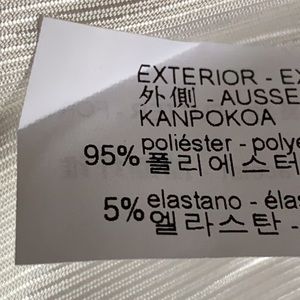 EXTERIOR - EX
外側 - AUSSE
KANPOKOA
95% poliéster - polye
폴리에스터
5% elastano - élas
엘라스탄 -